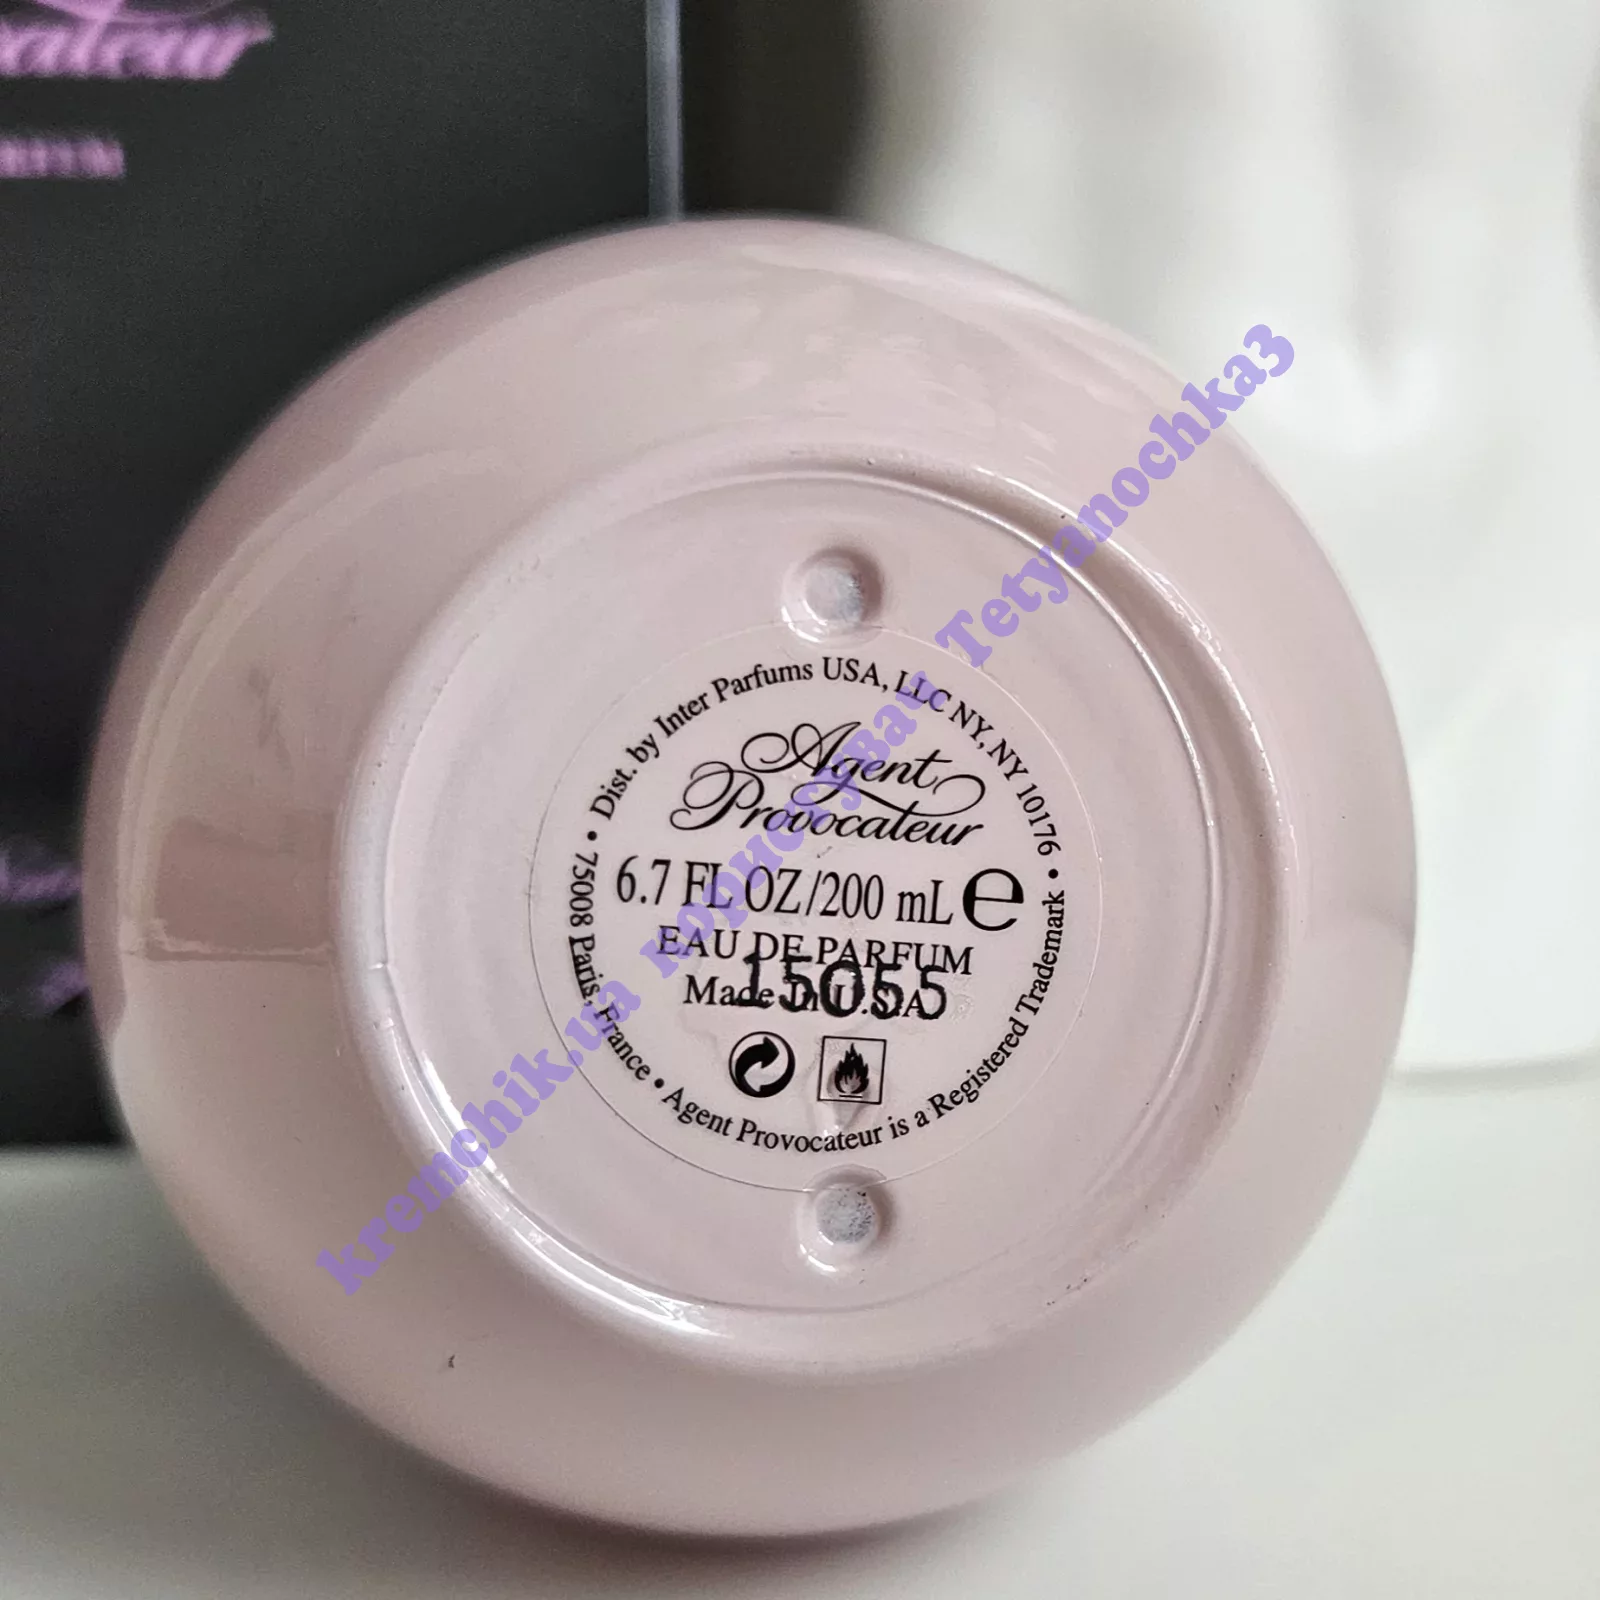 Dist. by Inter Parfums USA, LLC NY, NY 10176 •
75008 Paris, France • Agent Provocateur is a Registered Trademark •
Agent
Provocateur
6.7 FL OZ/200 mL ℮
EAU DE PARFUM
Made In U.S.A.
15055
kremchik.ua користувач Tetyanochka3